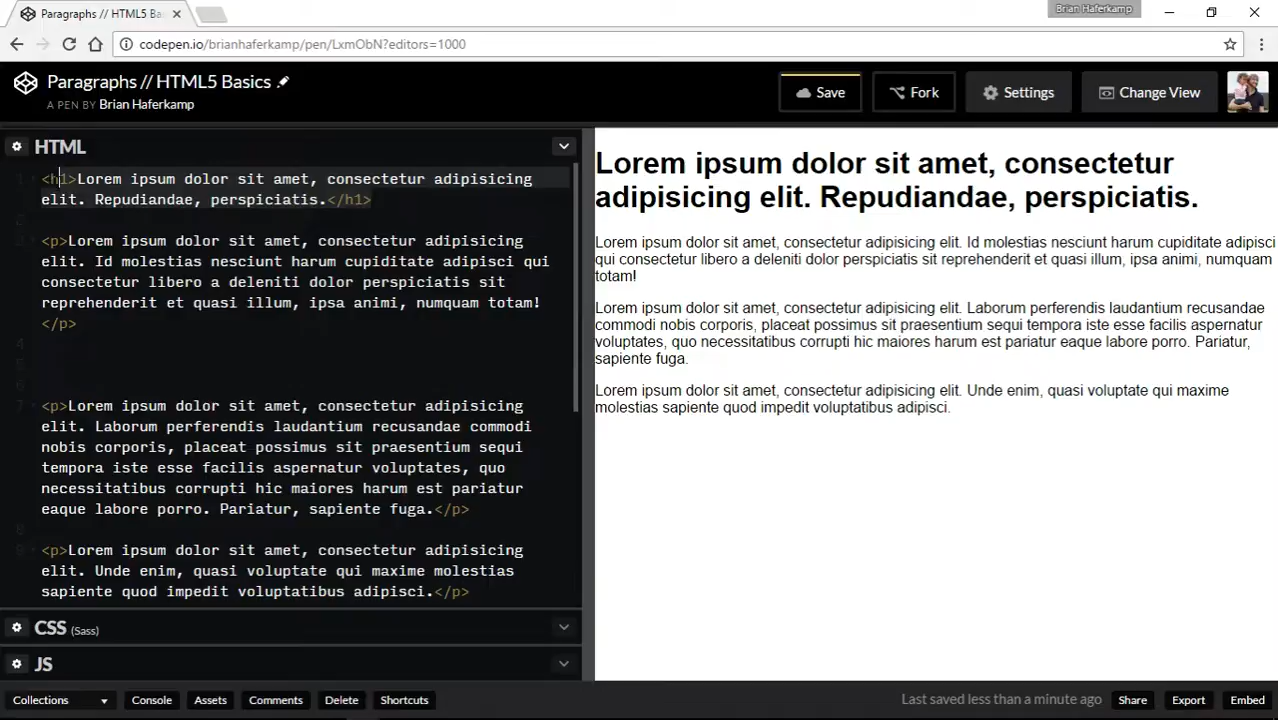 Paragraphs // HTML5 Ba
Brian Haferkamp
codepen.io/brianhaferkamp/pen/LxmObN?editors=1000
Paragraphs // HTML5 Basics
A PEN BY Brian Haferkamp
Save
Fork
Settings
Change View
HTML
1 <h1>Lorem ipsum dolor sit amet, consectetur adipisicing
elit. Repudiandae, perspiciatis.</h1>
2
3 <p>Lorem ipsum dolor sit amet, consectetur adipisicing
elit. Id molestias nesciunt harum cupiditate adipisci qui
consectetur libero a deleniti dolor perspiciatis sit
reprehenderit et quasi illum, ipsa animi, numquam totam!
</p>
4
5
6
7 <p>Lorem ipsum dolor sit amet, consectetur adipisicing
elit. Laborum perferendis laudantium recusandae commodi
nobis corporis, placeat possimus sit praesentium sequi
tempora iste esse facilis aspernatur voluptates, quo
necessitatibus corrupti hic maiores harum est pariatur
eaque labore porro. Pariatur, sapiente fuga.</p>
8
9 <p>Lorem ipsum dolor sit amet, consectetur adipisicing
elit. Unde enim, quasi voluptate qui maxime molestias
sapiente quod impedit voluptatibus adipisci.</p>
CSS (Sass)
JS
Lorem ipsum dolor sit amet, consectetur
adipisicing elit. Repudiandae, perspiciatis.
Lorem ipsum dolor sit amet, consectetur adipisicing elit. Id molestias nesciunt harum cupiditate adipisci
qui consectetur libero a deleniti dolor perspiciatis sit reprehenderit et quasi illum, ipsa animi, numquam
totam!
Lorem ipsum dolor sit amet, consectetur adipisicing elit. Laborum perferendis laudantium recusandae
commodi nobis corporis, placeat possimus sit praesentium sequi tempora iste esse facilis aspernatur
voluptates, quo necessitatibus corrupti hic maiores harum est pariatur eaque labore porro. Pariatur,
sapiente fuga.
Lorem ipsum dolor sit amet, consectetur adipisicing elit. Unde enim, quasi voluptate qui maxime
molestias sapiente quod impedit voluptatibus adipisci.
Collections
Console
Assets
Comments
Delete
Shortcuts
Last saved less than a minute ago
Share
Export
Embed